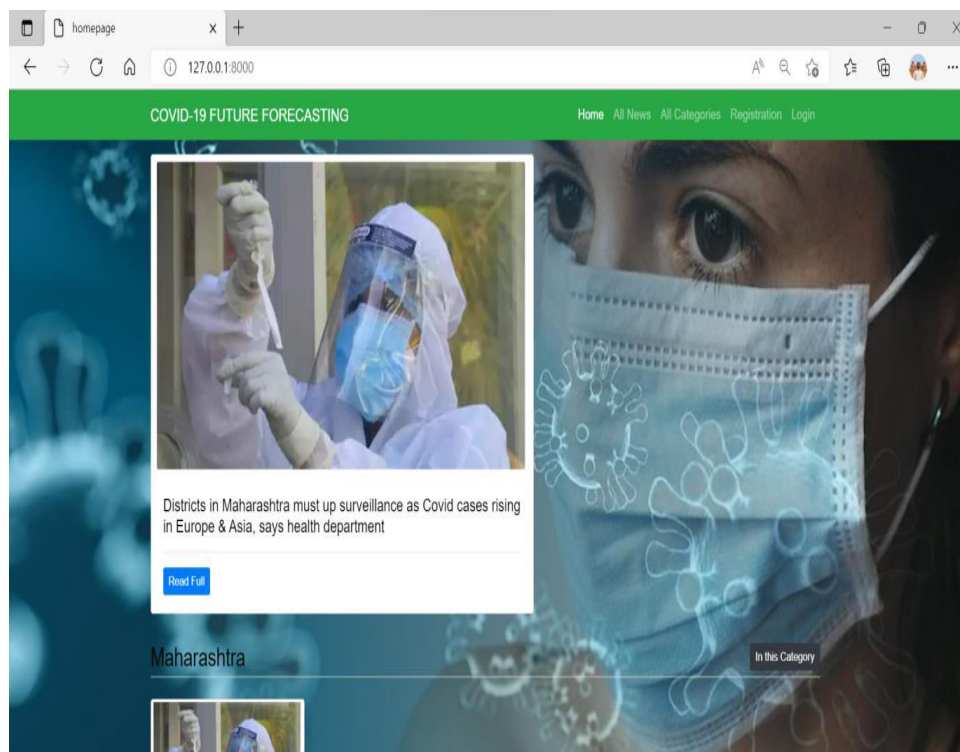 homepage
127.0.0.1:8000
COVID-19 FUTURE FORECASTING
Home All News All Categories Registration Login
Districts in Maharashtra must up surveillance as Covid cases rising
in Europe & Asia, says health department
Read Full
Maharashtra
In this Category